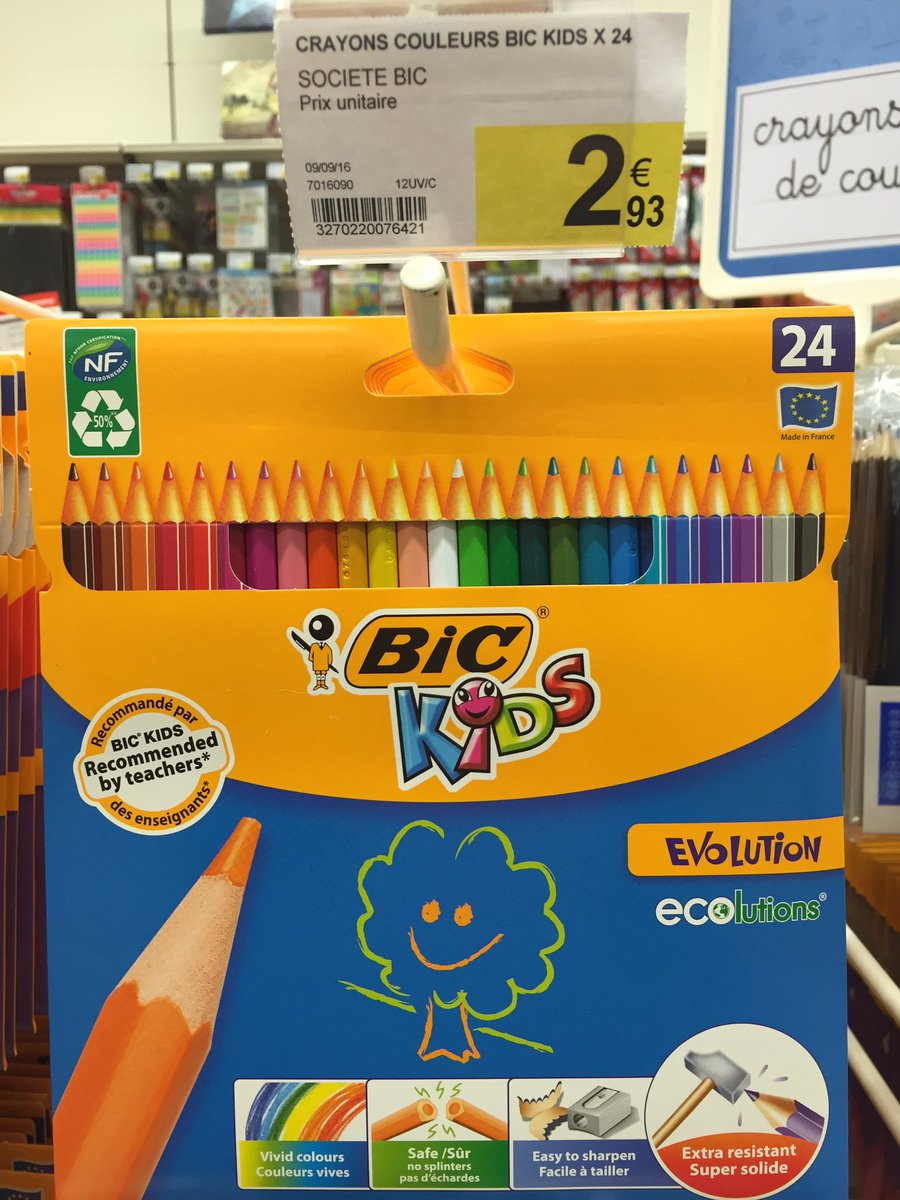 CRAYONS COULEURS BIC KIDS X 24
SOCIETE BIC
Prix unitaire
09/09/16
7016090 12UV/C
3270220076421
2€93
crayons
de
NF
ENVIRONNEMENT
50%
24
Made in France
BiC®
KiDS
Recommandé par
BIC® KIDS
Recommended
by teachers*
des enseignants*
EVOLUTION
ecolutions®
Vivid colours
Couleurs vives
Safe /Sûr
no splinters
pas d'échardes
Easy to sharpen
Facile à tailler
Extra resistant
Super solide